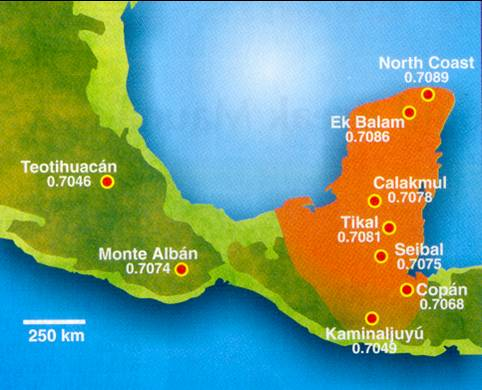 North Coast
0.7089
Ek Balam
0.7086
Teotihuacán
0.7046
Calakmul
0.7078
Tikal
0.7081
Monte Albán
0.7074
Seibal
0.7075
Copán
0.7068
250 km
Kaminaljuyú
0.7049